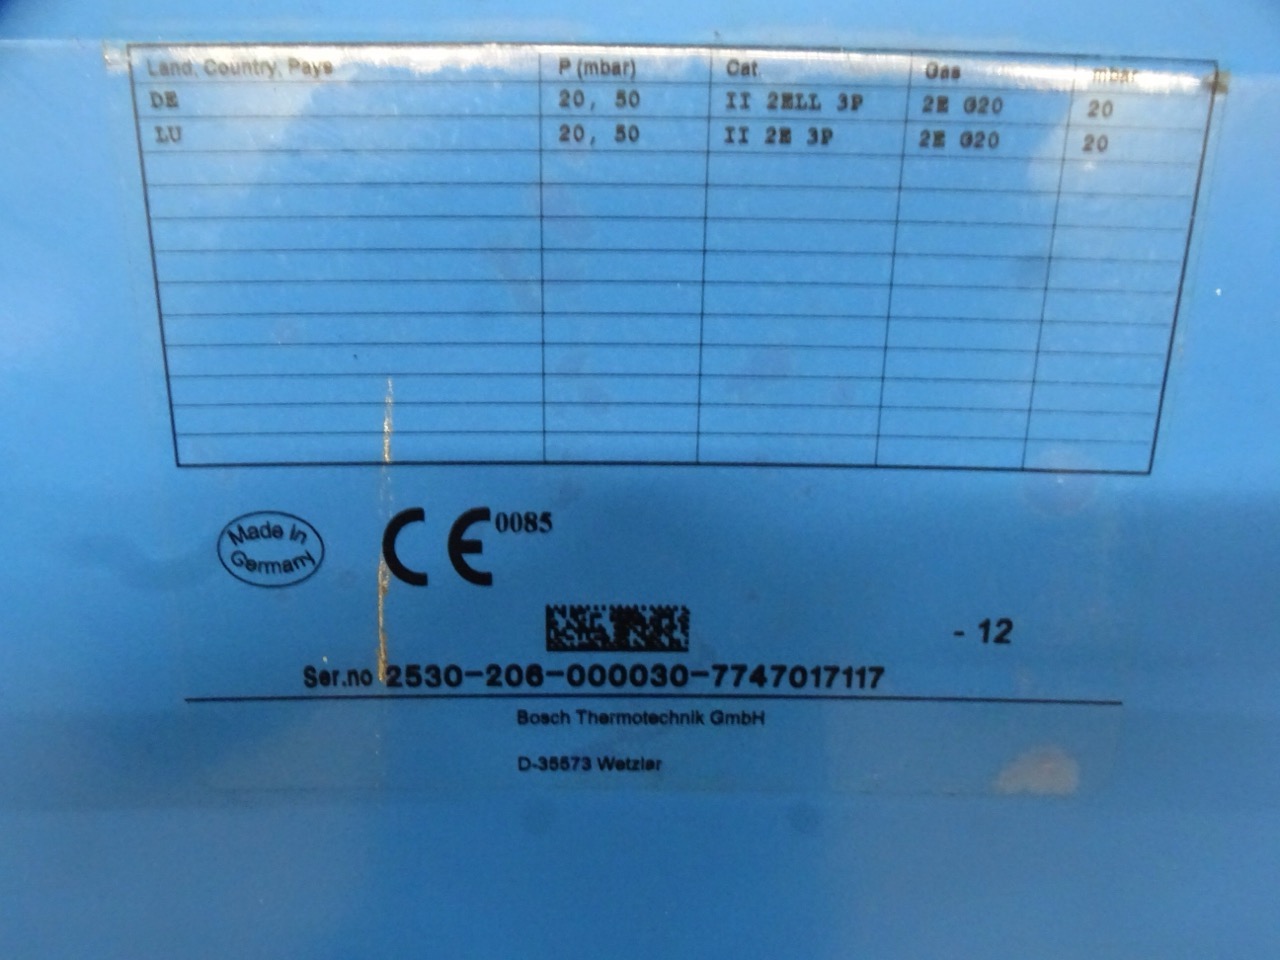 Land, Country, Pays P (mbar) Cat Gas mbar
DE 20, 50 II 2ELL 3P 2E G20 20
LU 20, 50 II 2E 3P 2E G20 20
Made in
Germany
CE 0085
- 12
Ser.no 2530-206-000030-7747017117
Bosch Thermotechnik GmbH
D-35573 Wetzlar